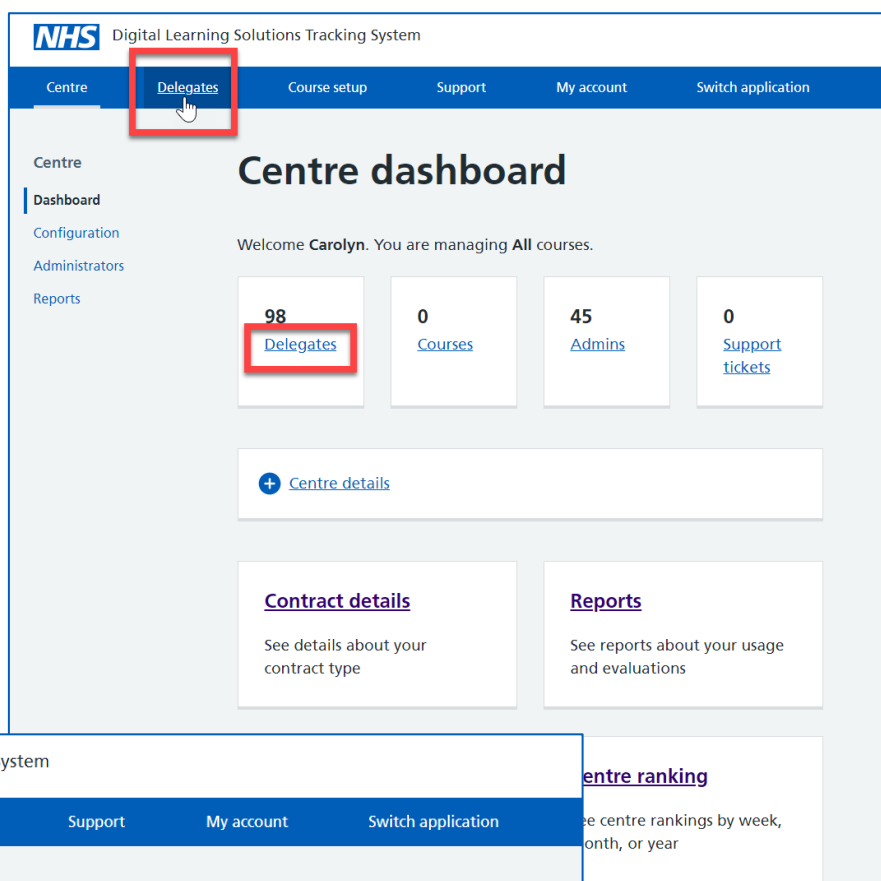 NHS Digital Learning Solutions Tracking System
Centre Delegates Course setup Support My account Switch application
Centre
Dashboard
Configuration
Administrators
Reports
Centre dashboard
Welcome Carolyn. You are managing All courses.
98
Delegates
0
Courses
45
Admins
0
Support
tickets
Centre details
Contract details
See details about your
contract type
Reports
See reports about your usage
and evaluations
entre ranking
ee centre rankings by week,
onth, or year
ystem
Support My account Switch application